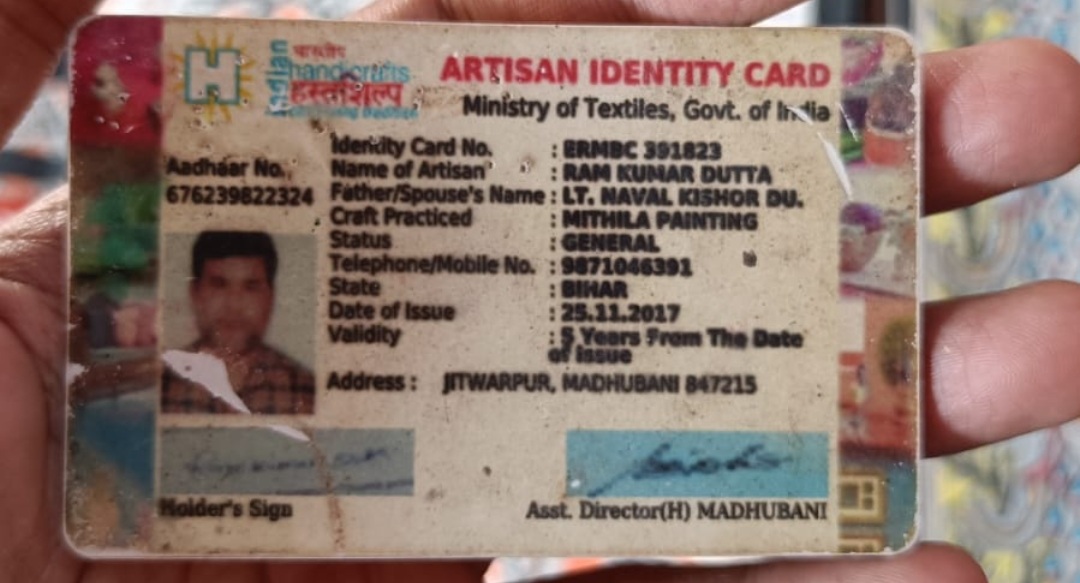 भारतीय
Indian
handicrafts
हस्तशिल्प
ARTISAN IDENTITY CARD
Ministry of Textiles, Govt. of India
Aadhaar No.
676239822324
Identity Card No. : ERMBC 391823
Name of Artisan : RAM KUMAR DUTTA
Father/Spouse's Name : LT. NAVAL KISHOR DU.
Craft Practiced : MITHILA PAINTING
Status : GENERAL
Telephone/Mobile No. : 9871046391
State : BIHAR
Date of Issue : 25.11.2017
Validity : 5 Years From The Date
of Issue
Address : JITWARPUR, MADHUBANI 847215
Holder's Sign
Asst. Director(H) MADHUBANI